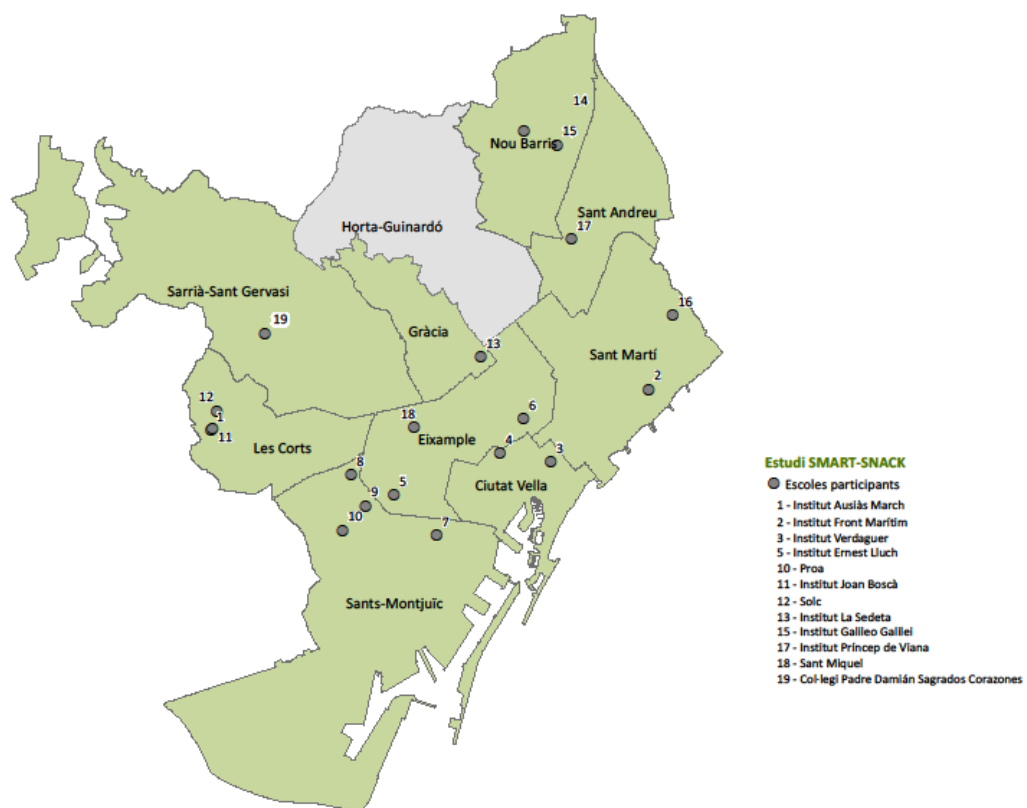 14
15
Nou Barris
Sant Andreu
17
Horta-Guinardó
Sarrià-Sant Gervasi
16
19
Gràcia
13
Sant Martí
2
12
1
11
Les Corts
18
Eixample
6
4
3
8
5
Ciutat Vella
9
10
7
Sants-Montjuïc
Estudi SMART-SNACK
Escoles participants
1 - Institut Ausiàs March
2 - Institut Front Marítim
3 - Institut Verdaguer
5 - Institut Ernest Lluch
10 - Proa
11 - Institut Joan Boscà
12 - Solc
13 - Institut La Sedeta
15 - Institut Galileo Galilei
17 - Institut Príncep de Viana
18 - Sant Miquel
19 - Col·legi Padre Damián Sagrados Corazones